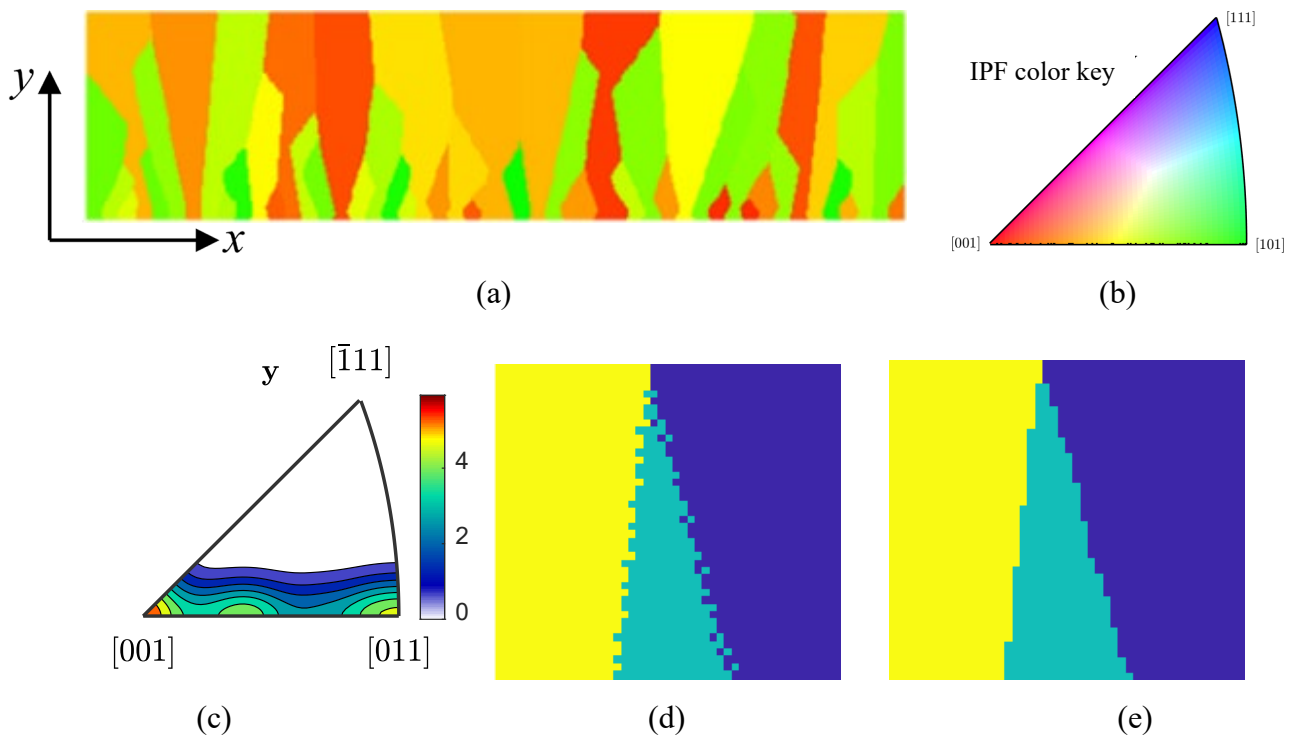 y
x
(a)
[111]
IPF color key
[001]
[101]
(b)
y
[1̅11]
4
2
0
[001]
[011]
(c)
(d)
(e)